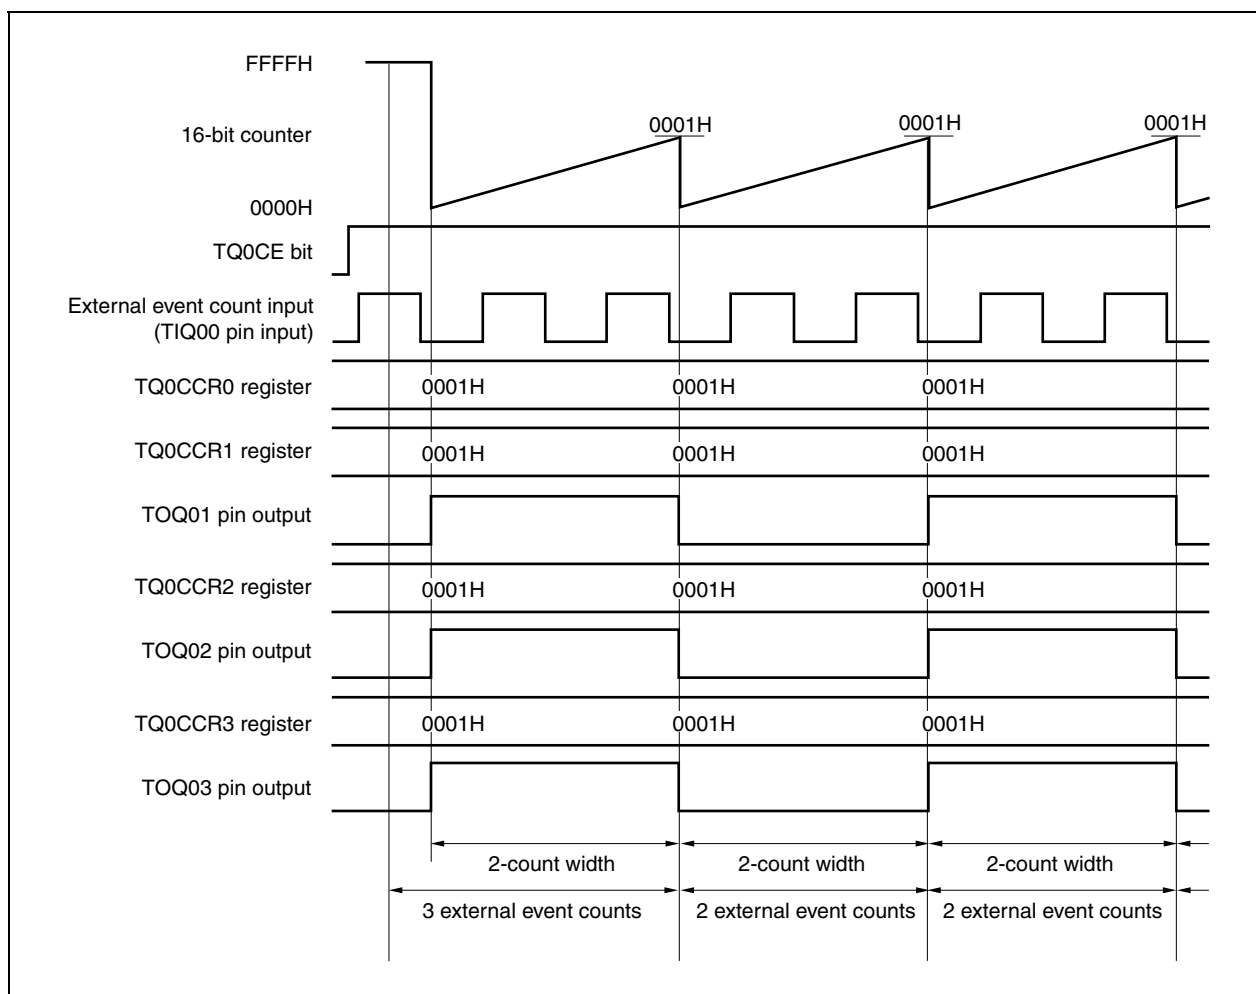 FFFFH
16-bit counter
0001H 0001H 0001H
0000H
TQ0CE bit
External event count input
(TIQ00 pin input)
TQ0CCR0 register 0001H 0001H 0001H
TQ0CCR1 register 0001H 0001H 0001H
TOQ01 pin output
TQ0CCR2 register 0001H 0001H 0001H
TOQ02 pin output
TQ0CCR3 register 0001H 0001H 0001H
TOQ03 pin output
2-count width 2-count width 2-count width
3 external event counts 2 external event counts 2 external event counts